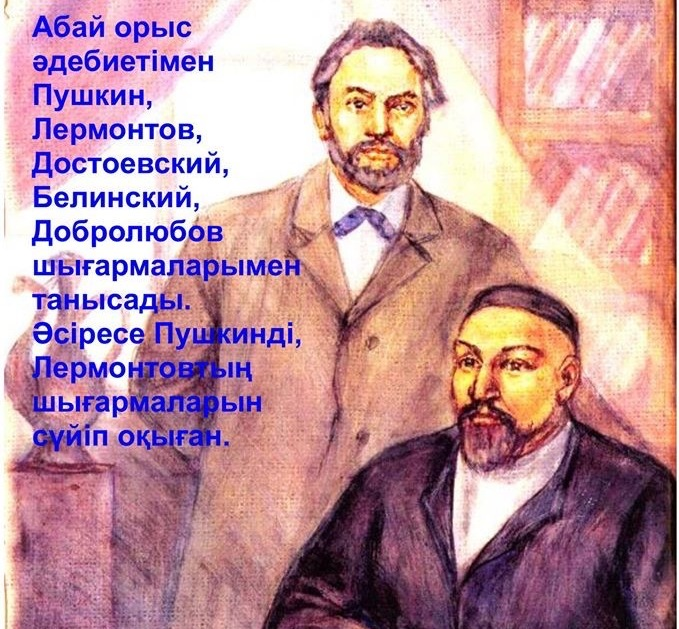 Абай орыс
әдебиетімен
Пушкин,
Лермонтов,
Достоевский,
Белинский,
Добролюбов
шығармаларымен
танысады.
Әсіресе Пушкинді,
Лермонтовтың
шығармаларын
сүйіп оқыған.